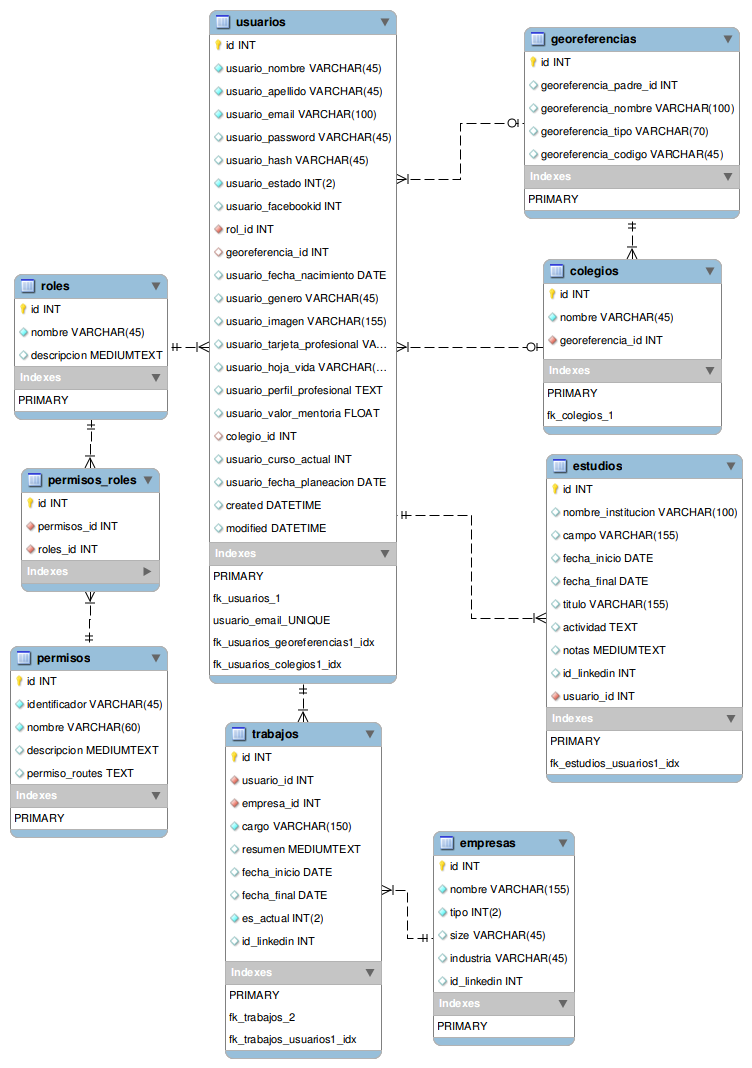 usuarios
id INT
usuario_nombre VARCHAR(45)
usuario_apellido VARCHAR(45)
usuario_email VARCHAR(100)
usuario_password VARCHAR(45)
usuario_hash VARCHAR(45)
usuario_estado INT(2)
usuario_facebookid INT
rol_id INT
georeferencia_id INT
usuario_fecha_nacimiento DATE
usuario_genero VARCHAR(45)
usuario_imagen VARCHAR(155)
usuario_tarjeta_profesional VA...
usuario_hoja_vida VARCHAR(...
usuario_perfil_profesional TEXT
usuario_valor_mentoria FLOAT
colegio_id INT
usuario_curso_actual INT
usuario_fecha_planeacion DATE
created DATETIME
modified DATETIME
Indexes
PRIMARY
fk_usuarios_1
usuario_email_UNIQUE
fk_usuarios_georeferencias1_idx
fk_usuarios_colegios1_idx
georeferencias
id INT
georeferencia_padre_id INT
georeferencia_nombre VARCHAR(100)
georeferencia_tipo VARCHAR(70)
georeferencia_codigo VARCHAR(45)
Indexes
PRIMARY
colegios
id INT
nombre VARCHAR(45)
georeferencia_id INT
Indexes
PRIMARY
fk_colegios_1
roles
id INT
nombre VARCHAR(45)
descripcion MEDIUMTEXT
Indexes
PRIMARY
permisos_roles
id INT
permisos_id INT
roles_id INT
Indexes
permisos
id INT
identificador VARCHAR(45)
nombre VARCHAR(60)
descripcion MEDIUMTEXT
permiso_routes TEXT
Indexes
PRIMARY
estudios
id INT
nombre_institucion VARCHAR(100)
campo VARCHAR(155)
fecha_inicio DATE
fecha_final DATE
titulo VARCHAR(155)
actividad TEXT
notas MEDIUMTEXT
id_linkedin INT
usuario_id INT
Indexes
PRIMARY
fk_estudios_usuarios1_idx
trabajos
id INT
usuario_id INT
empresa_id INT
cargo VARCHAR(150)
resumen MEDIUMTEXT
fecha_inicio DATE
fecha_final DATE
es_actual INT(2)
id_linkedin INT
Indexes
PRIMARY
fk_trabajos_2
fk_trabajos_usuarios1_idx
empresas
id INT
nombre VARCHAR(155)
tipo INT(2)
size VARCHAR(45)
industria VARCHAR(45)
id_linkedin INT
Indexes
PRIMARY